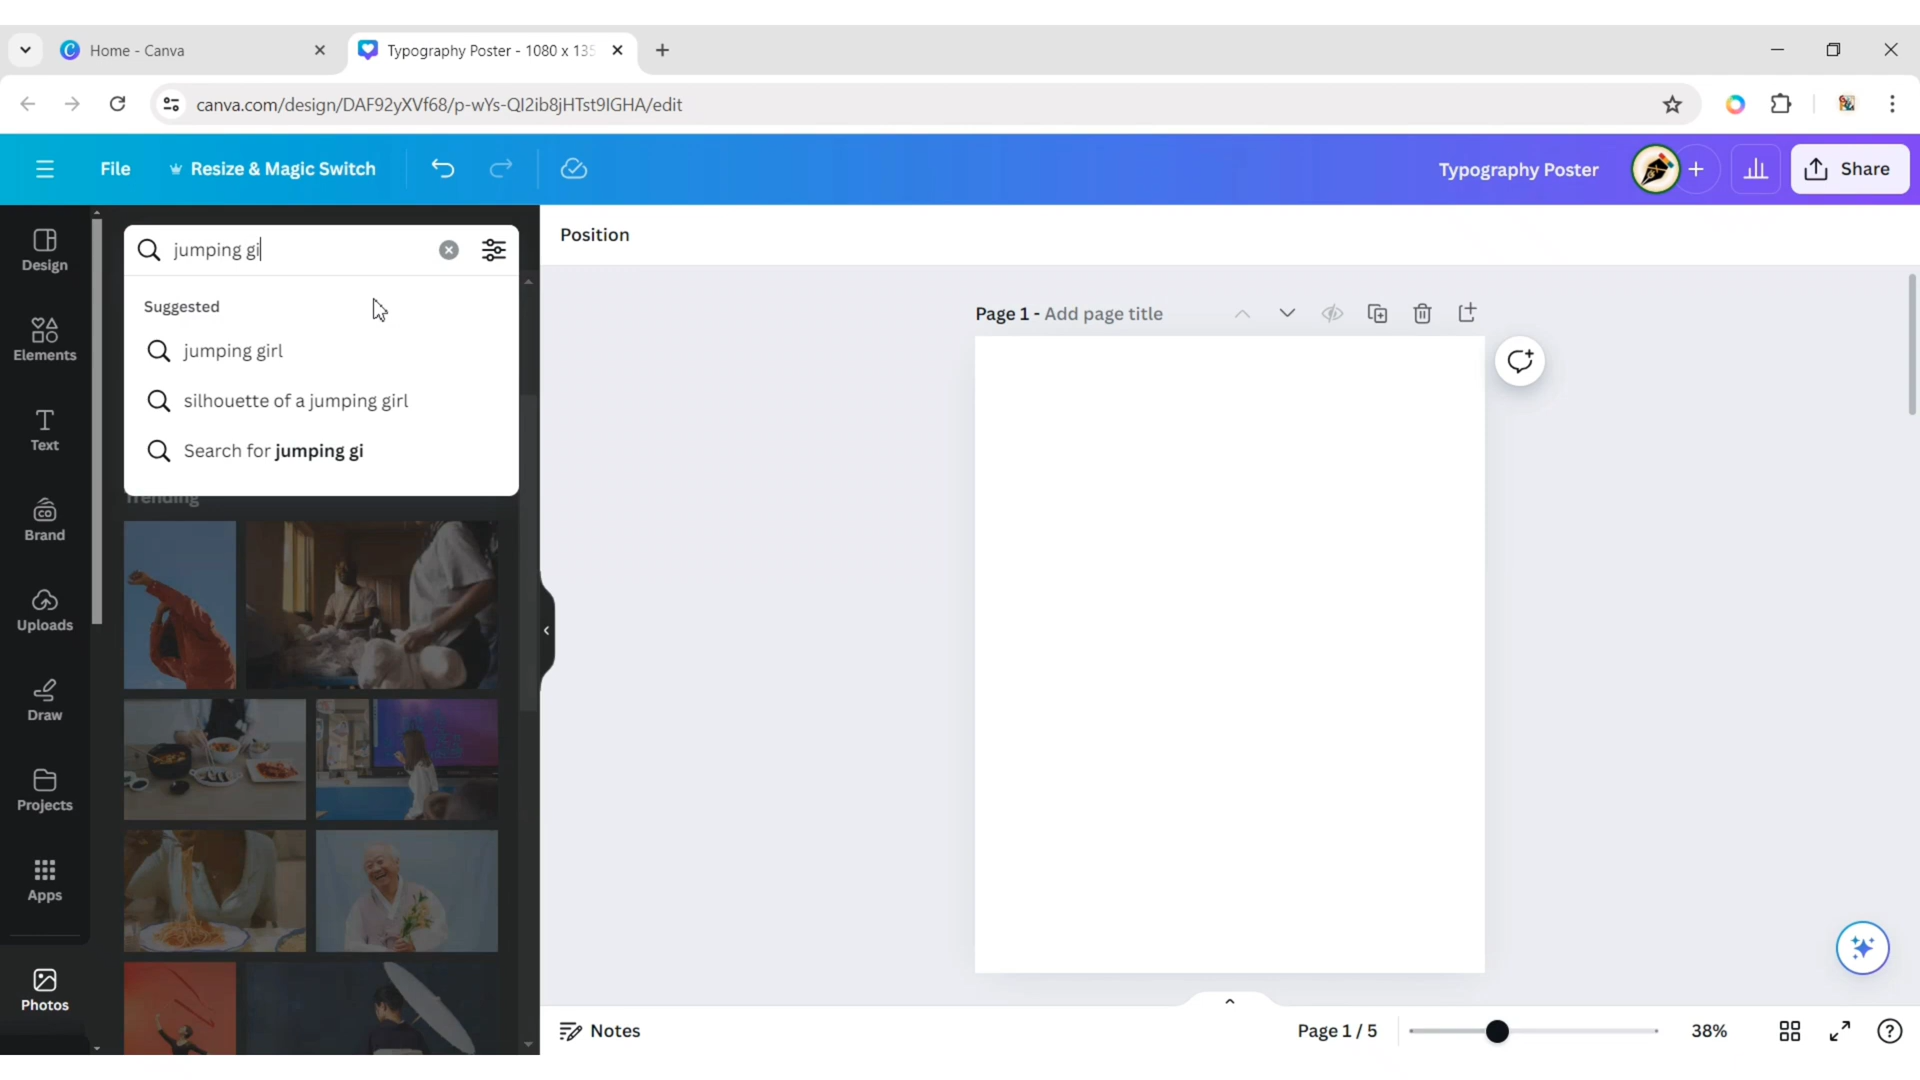 Home - Canva
Typography Poster - 1080 x 135
canva.com/design/DAF92yXVf68/p-wYs-QI2ib8jHTst9IGHA/edit
File
Resize & Magic Switch
Typography Poster
Share
Design
Elements
Text
Brand
Uploads
Draw
Projects
Apps
Photos
jumping gi
Suggested
jumping girl
silhouette of a jumping girl
Search for jumping gi
Trending
Position
Page 1 - Add page title
Notes
Page 1 / 5
38%